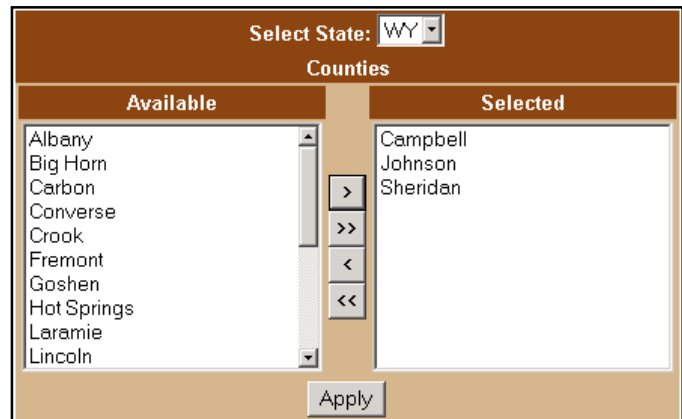 Select State: WY
Counties
Available
Selected
Albany
Big Horn
Carbon
Converse
Crook
Fremont
Goshen
Hot Springs
Laramie
Lincoln
>
>>
<
<<
Campbell
Johnson
Sheridan
Apply